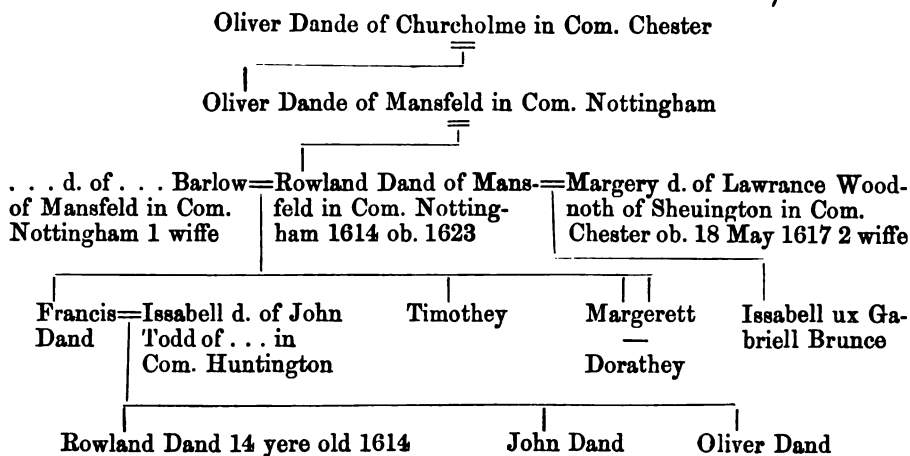 Oliver Dande of Churcholme in Com. Chester
Oliver Dande of Mansfeld in Com. Nottingham
. . . d. of . . . Barlow=Rowland Dand of Mans-=Margery d. of Lawrance Wood-
of Mansfeld in Com. feld in Com. Notting- noth of Sheuington in Com.
Nottingham 1 wiffe ham 1614 ob. 1623 Chester ob. 18 May 1617 2 wiffe
Francis=Issabell d. of John Timothey Margerett Issabell ux Ga-
Dand Todd of . . . in — briell Brunce
Com. Huntington Dorathey
Rowland Dand 14 yere old 1614 John Dand Oliver Dand